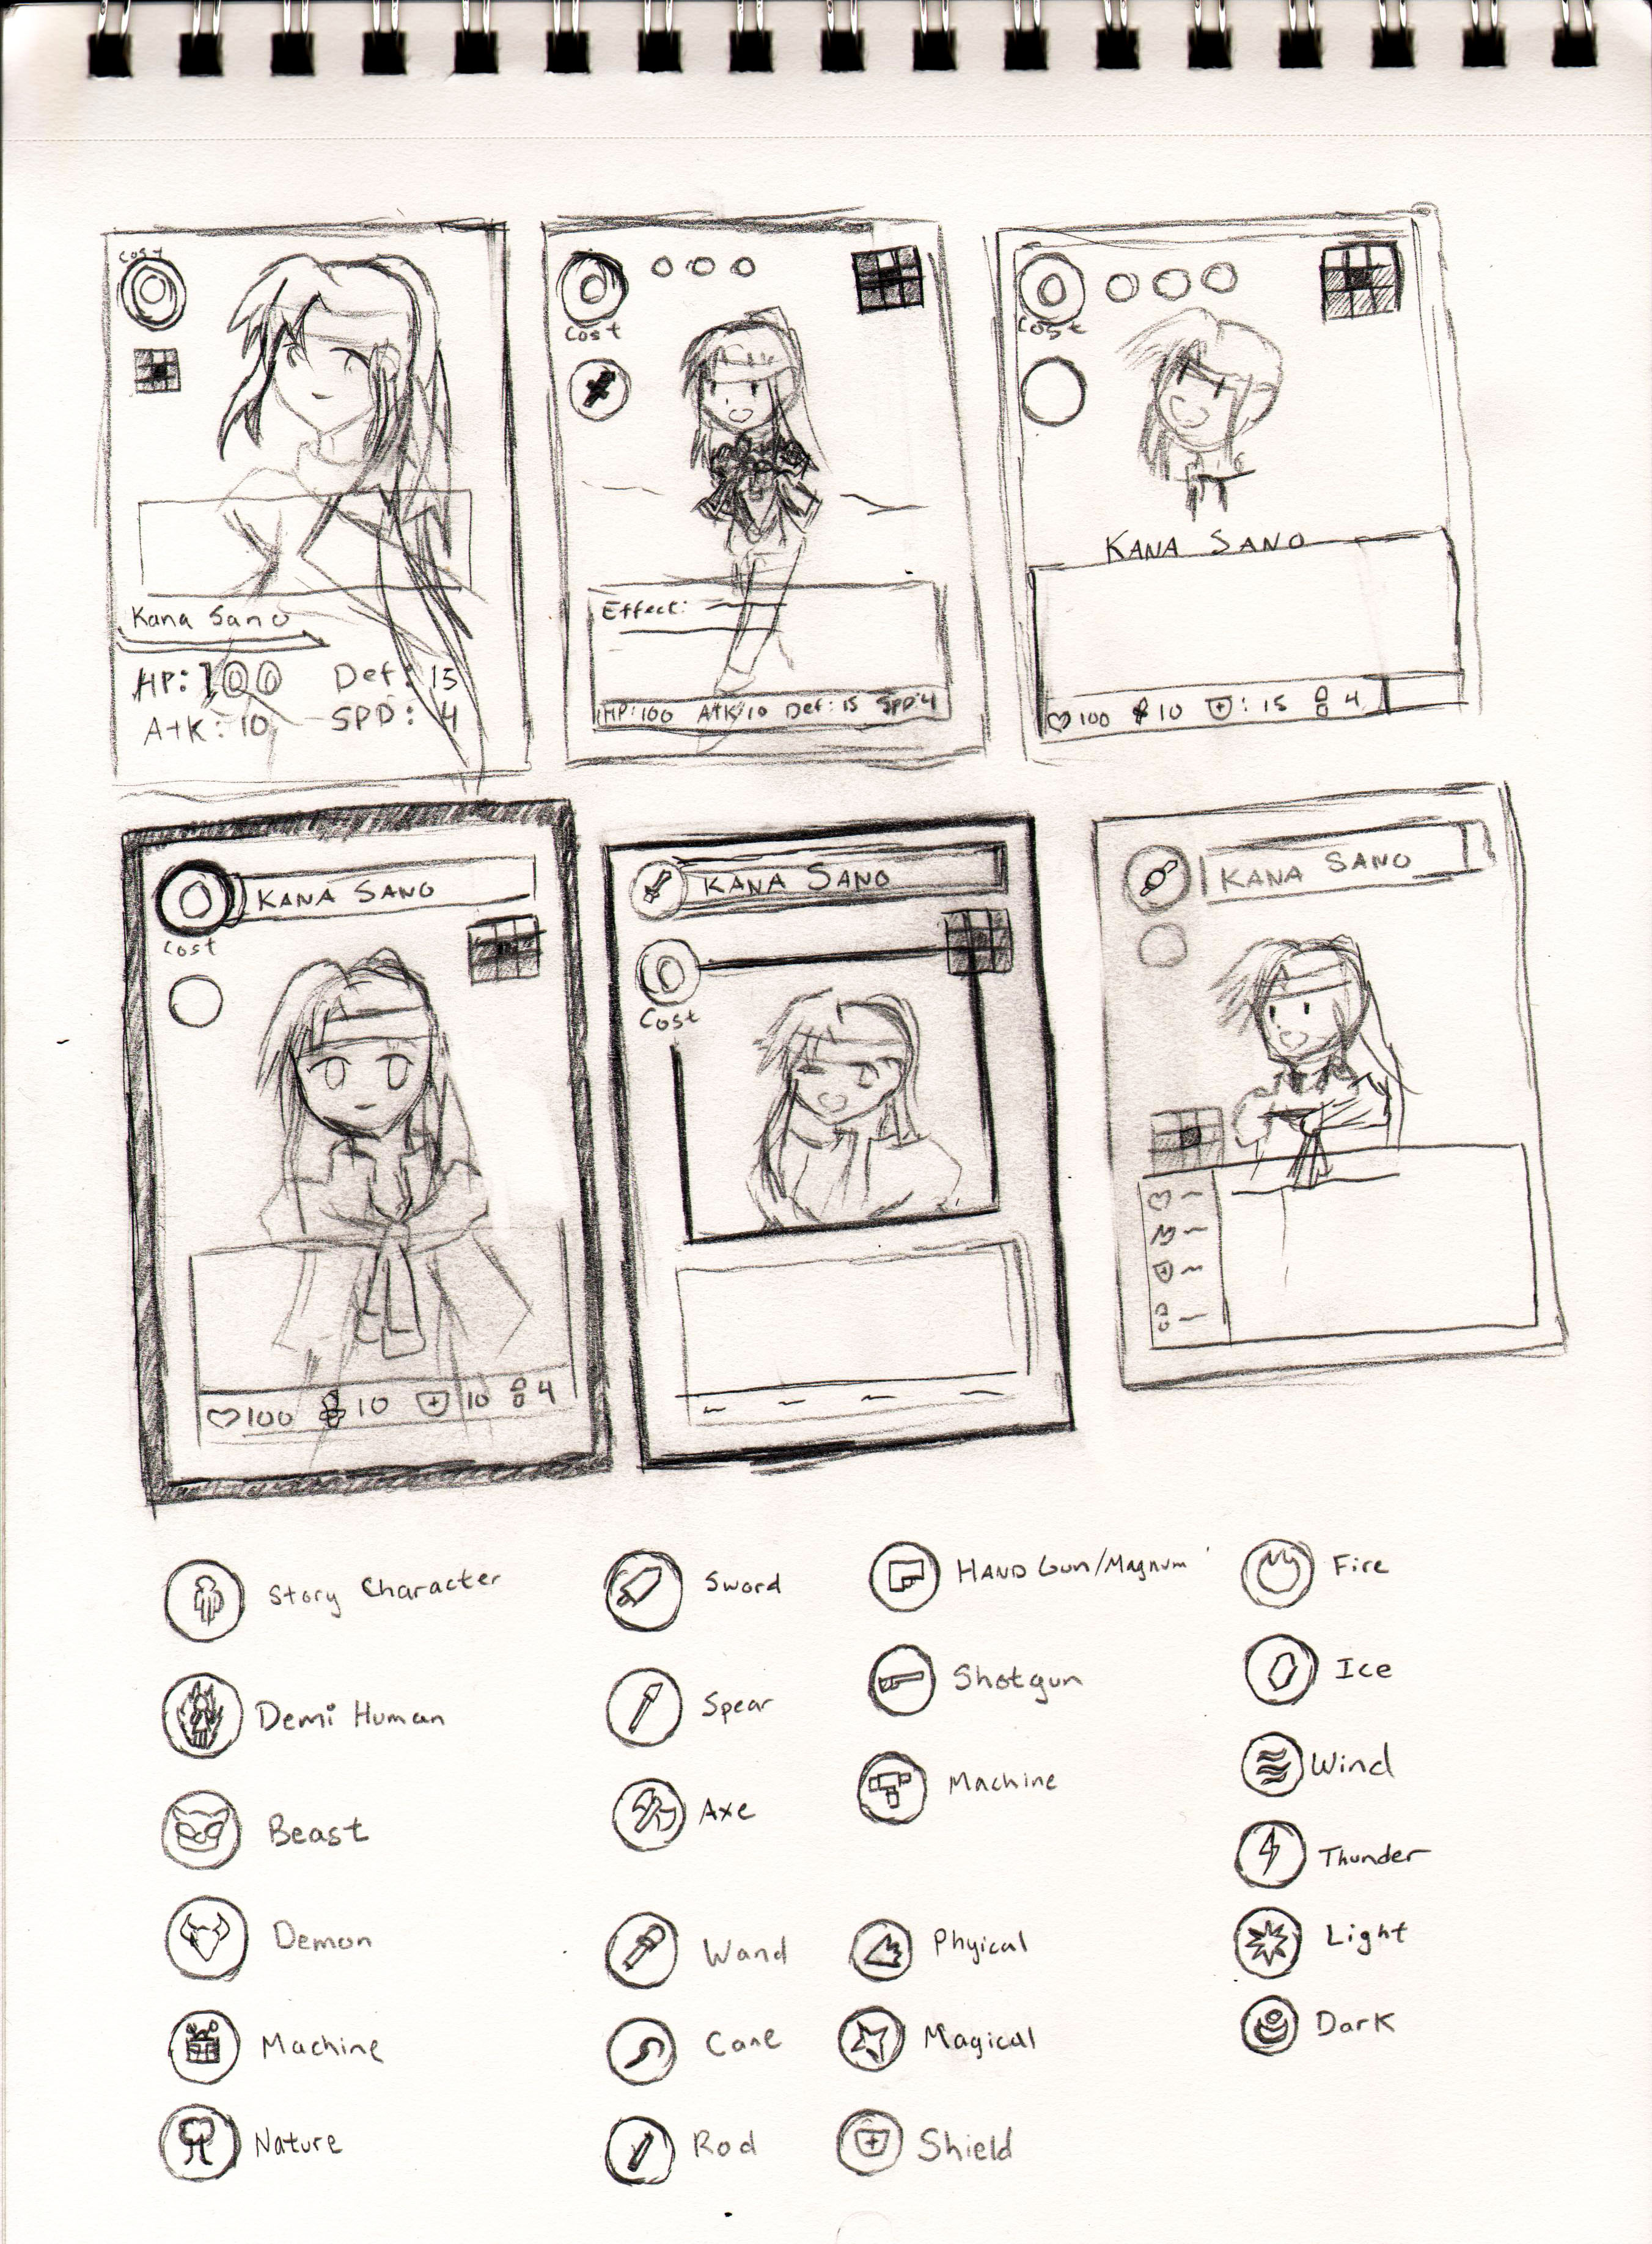 Cost
Kana Sano
HP: 100 Def: 15
Atk: 10 SPD: 4
Cost
Effect:
HP: 100 Atk: 10 Def: 15 SPD: 4
Cost
KANA SANO
100 10 : 15 4
KANA SANO
Cost
100 10 10 4
KANA SANO
Cost
KANA SANO
Story Character
Demi Human
Beast
Demon
Machine
Nature
Sword
Spear
Axe
Wand
Cane
Rod
HAND Gun/Magnum
Shotgun
Machine
Phyical
Magical
Shield
Fire
Ice
Wind
Thunder
Light
Dark